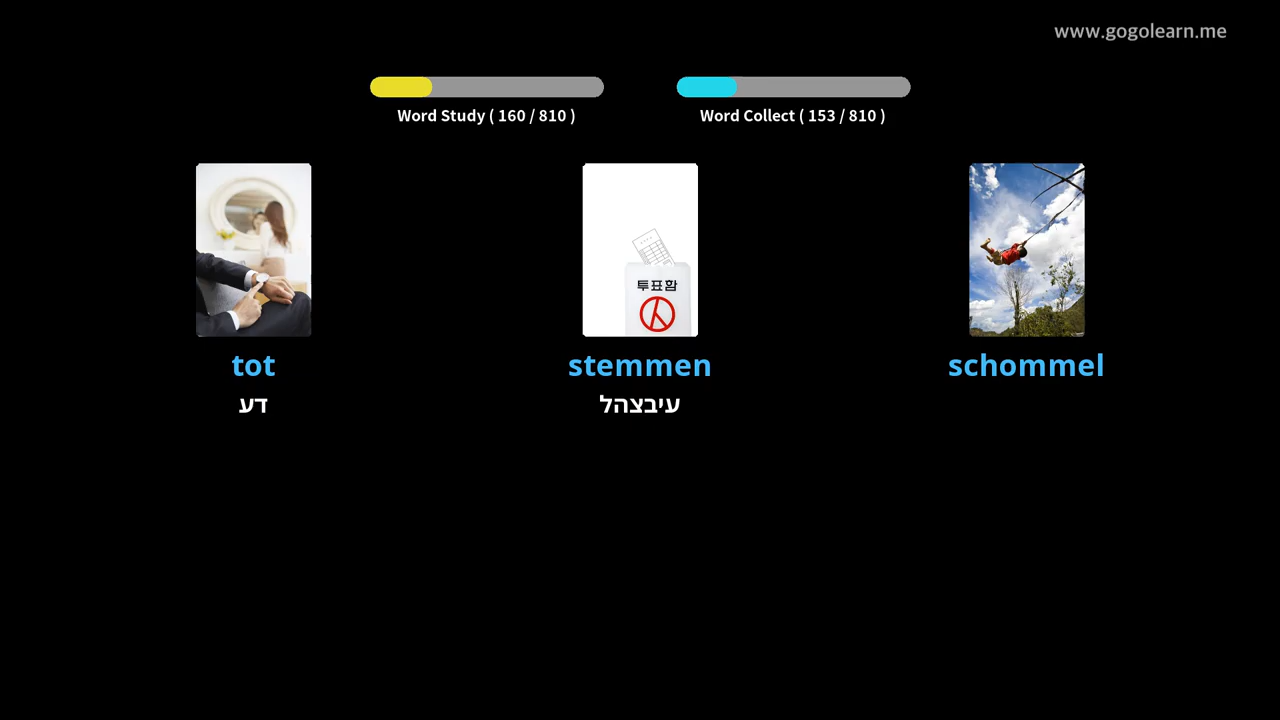 www.gogolearn.me
Word Study ( 160 / 810 )
Word Collect ( 153 / 810 )
투표함
tot
stemmen
schommel
דע
עיבצהל